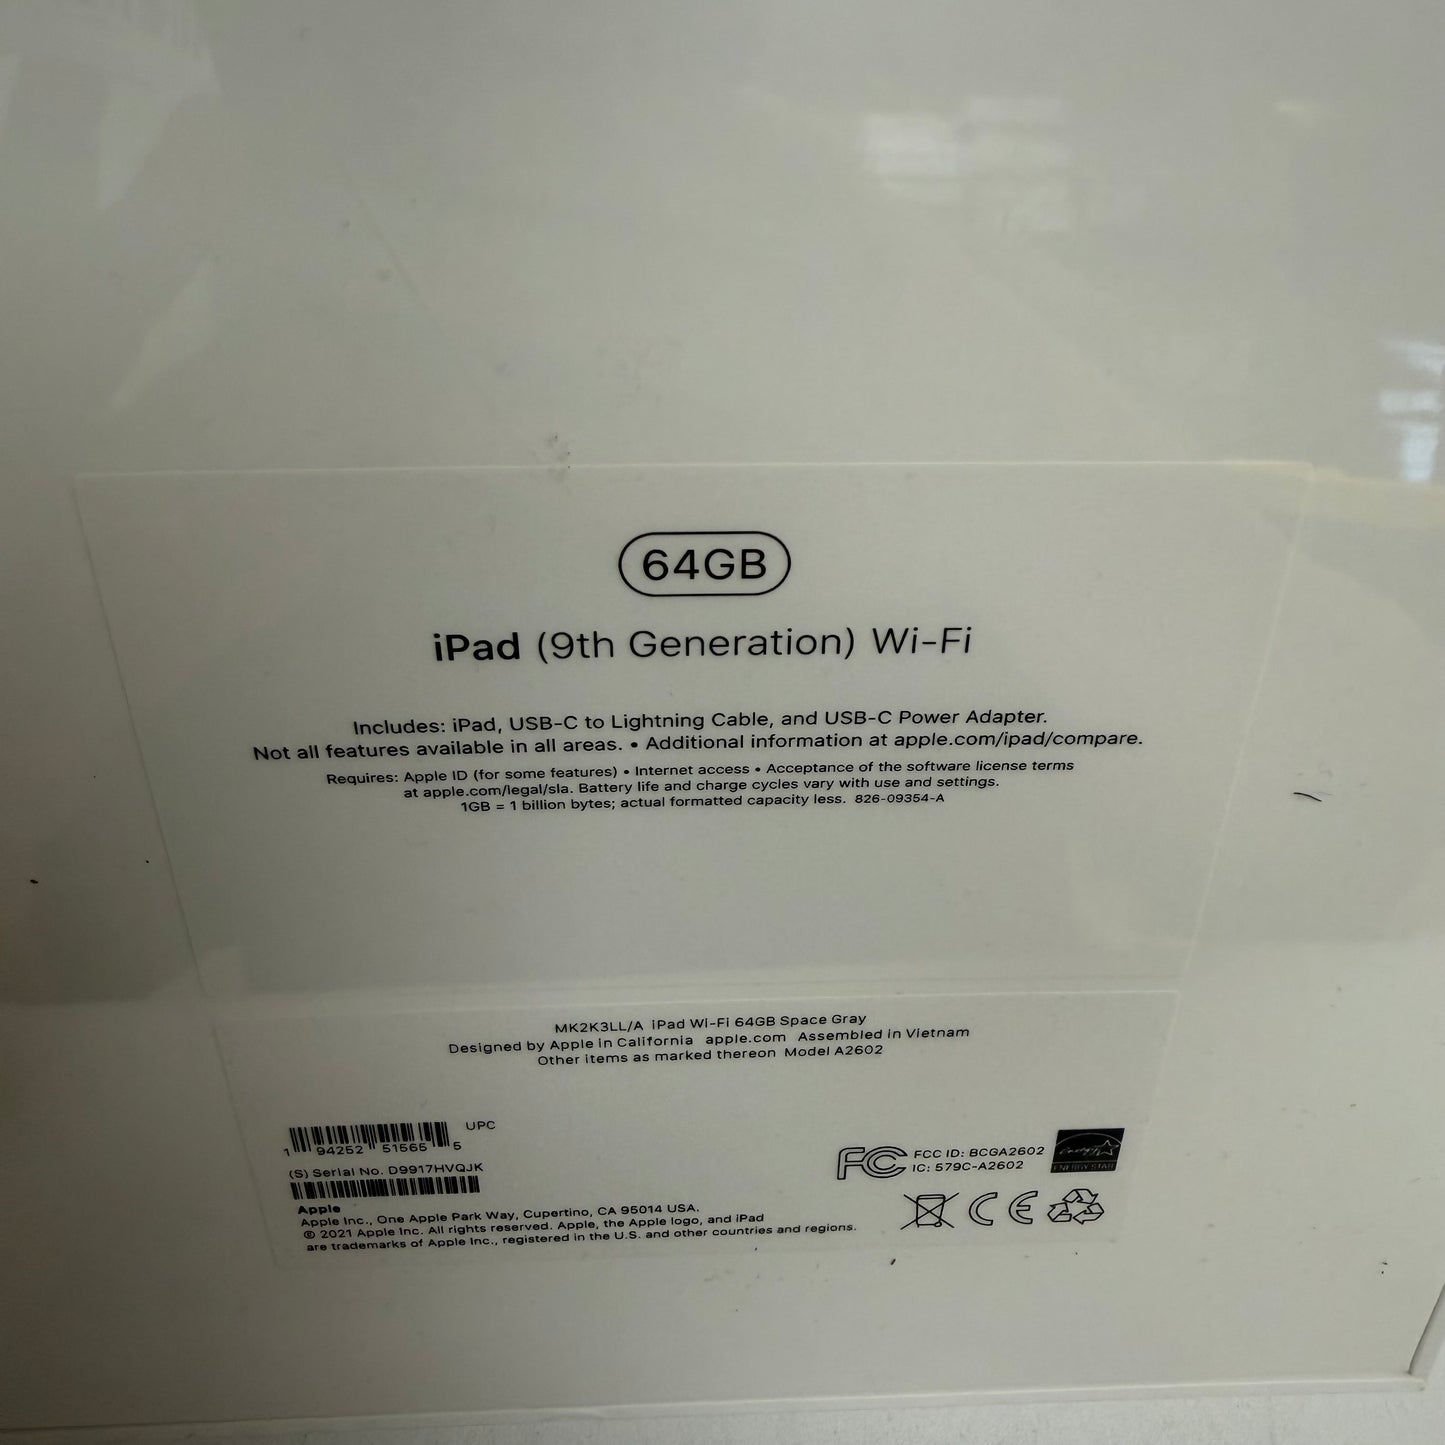 64GB
iPad (9th Generation) Wi-Fi
Includes: iPad, USB-C to Lightning Cable, and USB-C Power Adapter.
Not all features available in all areas. • Additional information at apple.com/ipad/compare.
Requires: Apple ID (for some features) • Internet access • Acceptance of the software license terms
at apple.com/legal/sla. Battery life and charge cycles vary with use and settings.
1GB = 1 billion bytes; actual formatted capacity less. 826-09354-A
MK2K3LL/A iPad Wi-Fi 64GB Space Gray
Designed by Apple in California apple.com Assembled in Vietnam
Other items as marked thereon Model A2602
UPC
1 94252 51565 5
(S) Serial No. D9917HVQJK
Apple
Apple Inc., One Apple Park Way, Cupertino, CA 95014 USA.
© 2021 Apple Inc. All rights reserved. Apple, the Apple logo, and iPad
are trademarks of Apple Inc., registered in the U.S. and other countries and regions.
FC FCC ID: BCGA2602
IC: 579C-A2602
energy
ENERGY STAR
CE